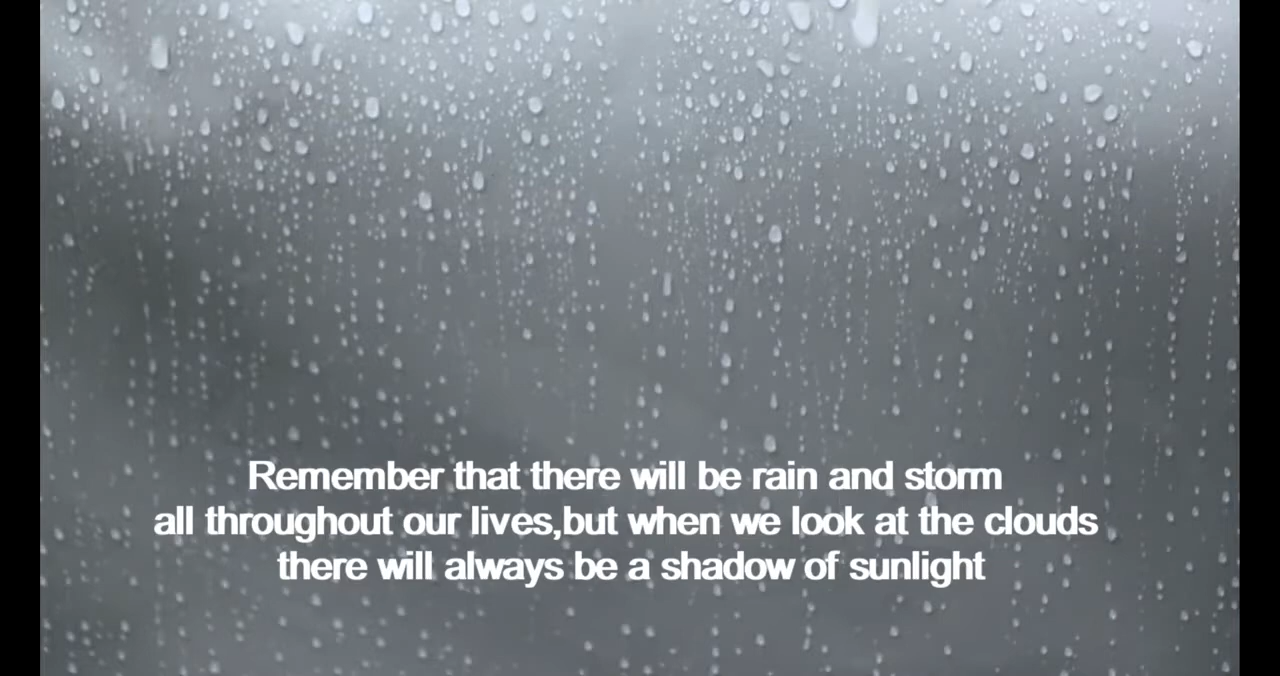 Remember that there will be rain and storm
all throughout our lives,but when we look at the clouds
there will always be a shadow of sunlight